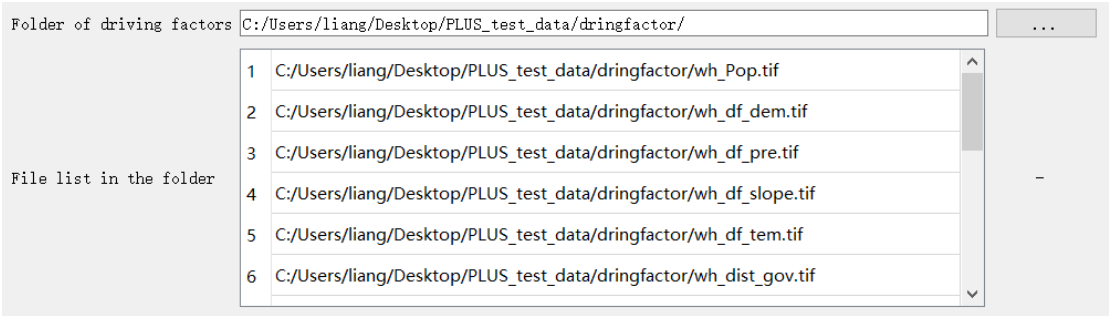 Folder of driving factors C:/Users/liang/Desktop/PLUS_test_data/dringfactor/ ...
1 C:/Users/liang/Desktop/PLUS_test_data/dringfactor/wh_Pop.tif
2 C:/Users/liang/Desktop/PLUS_test_data/dringfactor/wh_df_dem.tif
3 C:/Users/liang/Desktop/PLUS_test_data/dringfactor/wh_df_pre.tif
File list in the folder -
4 C:/Users/liang/Desktop/PLUS_test_data/dringfactor/wh_df_slope.tif
5 C:/Users/liang/Desktop/PLUS_test_data/dringfactor/wh_df_tem.tif
6 C:/Users/liang/Desktop/PLUS_test_data/dringfactor/wh_dist_gov.tif